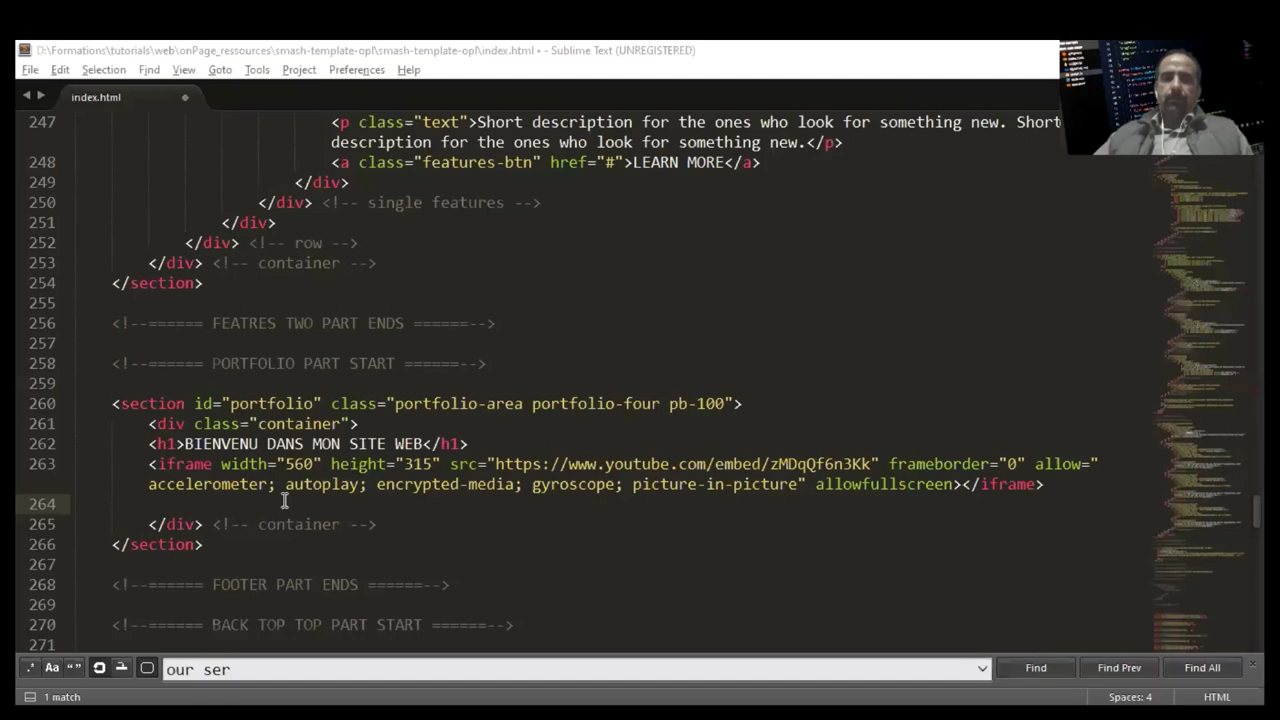 D:\Formations\tutorials\web\onPage_ressources\smash-template-opl\smash-template-opl\index.html • - Sublime Text (UNREGISTERED)
File Edit Selection Find View Goto Tools Project Preferences Help
index.html
247 <p class="text">Short description for the ones who look for something new. Short
description for the ones who look for something new.</p>
248 <a class="features-btn" href="#">LEARN MORE</a>
249 </div>
250 </div> <!-- single features -->
251 </div>
252 </div> <!-- row -->
253 </div> <!-- container -->
254 </section>
255
256 <!--====== FEATRES TWO PART ENDS ======-->
257
258 <!--====== PORTFOLIO PART START ======-->
259
260 <section id="portfolio" class="portfolio-area portfolio-four pb-100">
261 <div class="container">
262 <h1>BIENVENU DANS MON SITE WEB</h1>
263 <iframe width="560" height="315" src="https://www.youtube.com/embed/zMDqQf6n3Kk" frameborder="0" allow="
accelerometer; autoplay; encrypted-media; gyroscope; picture-in-picture" allowfullscreen></iframe>
264
265 </div> <!-- container -->
266 </section>
267
268 <!--====== FOOTER PART ENDS ======-->
269
270 <!--====== BACK TOP TOP PART START ======-->
271
.* Aa “” our ser Find Find Prev Find All
1 match Spaces: 4 HTML